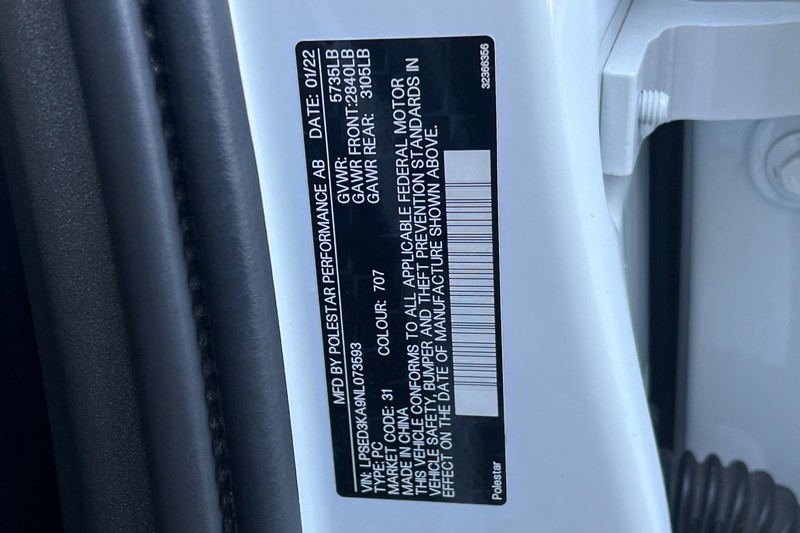 MFD BY POLESTAR PERFORMANCE AB DATE: 01/22
GVWR: 5735LB
GAWR FRONT:2840LB
GAWR REAR: 3105LB
VIN: LPSED3KA9NL073593
TYPE: PC
MARKET CODE: 31 COLOUR: 707
MADE IN CHINA
THIS VEHICLE CONFORMS TO ALL APPLICABLE FEDERAL MOTOR
VEHICLE SAFETY, BUMPER AND THEFT PREVENTION STANDARDS IN
EFFECT ON THE DATE OF MANUFACTURE SHOWN ABOVE.
Polestar 32366356